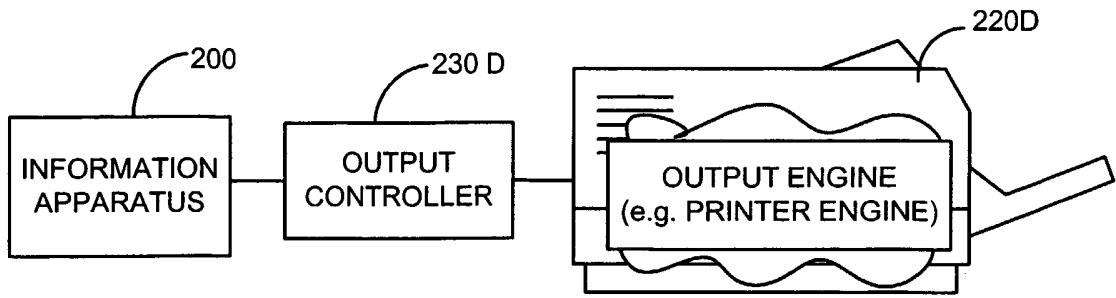 200
230 D
220D
INFORMATION
APPARATUS
OUTPUT
CONTROLLER
OUTPUT ENGINE
(e.g. PRINTER ENGINE)